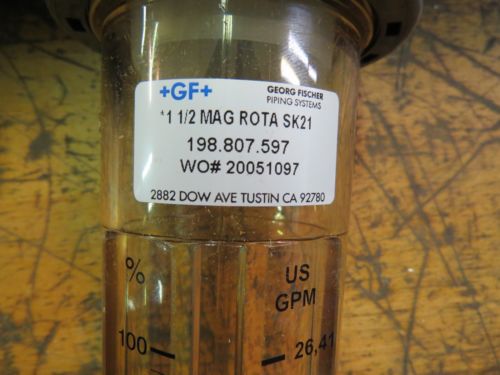 +GF+
GEORG FISCHER
PIPING SYSTEMS
*1 1/2 MAG ROTA SK21
198.807.597
WO# 20051097
2882 DOW AVE TUSTIN CA 92780
%
US
GPM
100
26,41